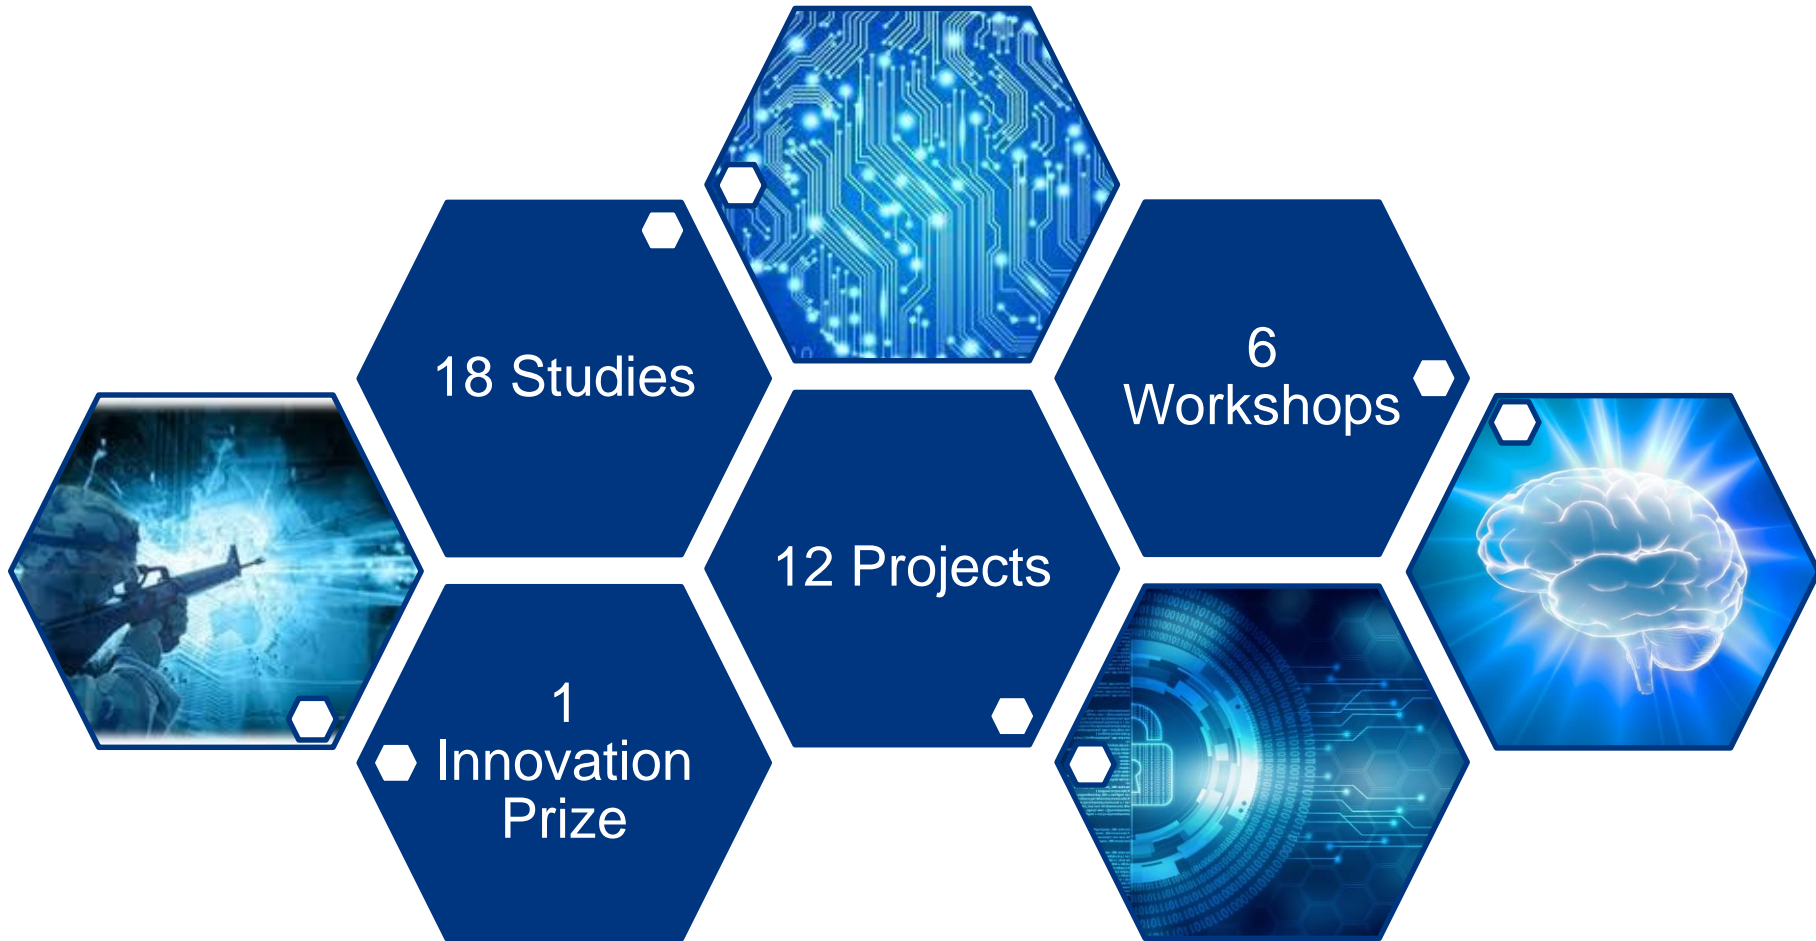 18 Studies
6
Workshops
12 Projects
1
Innovation
Prize